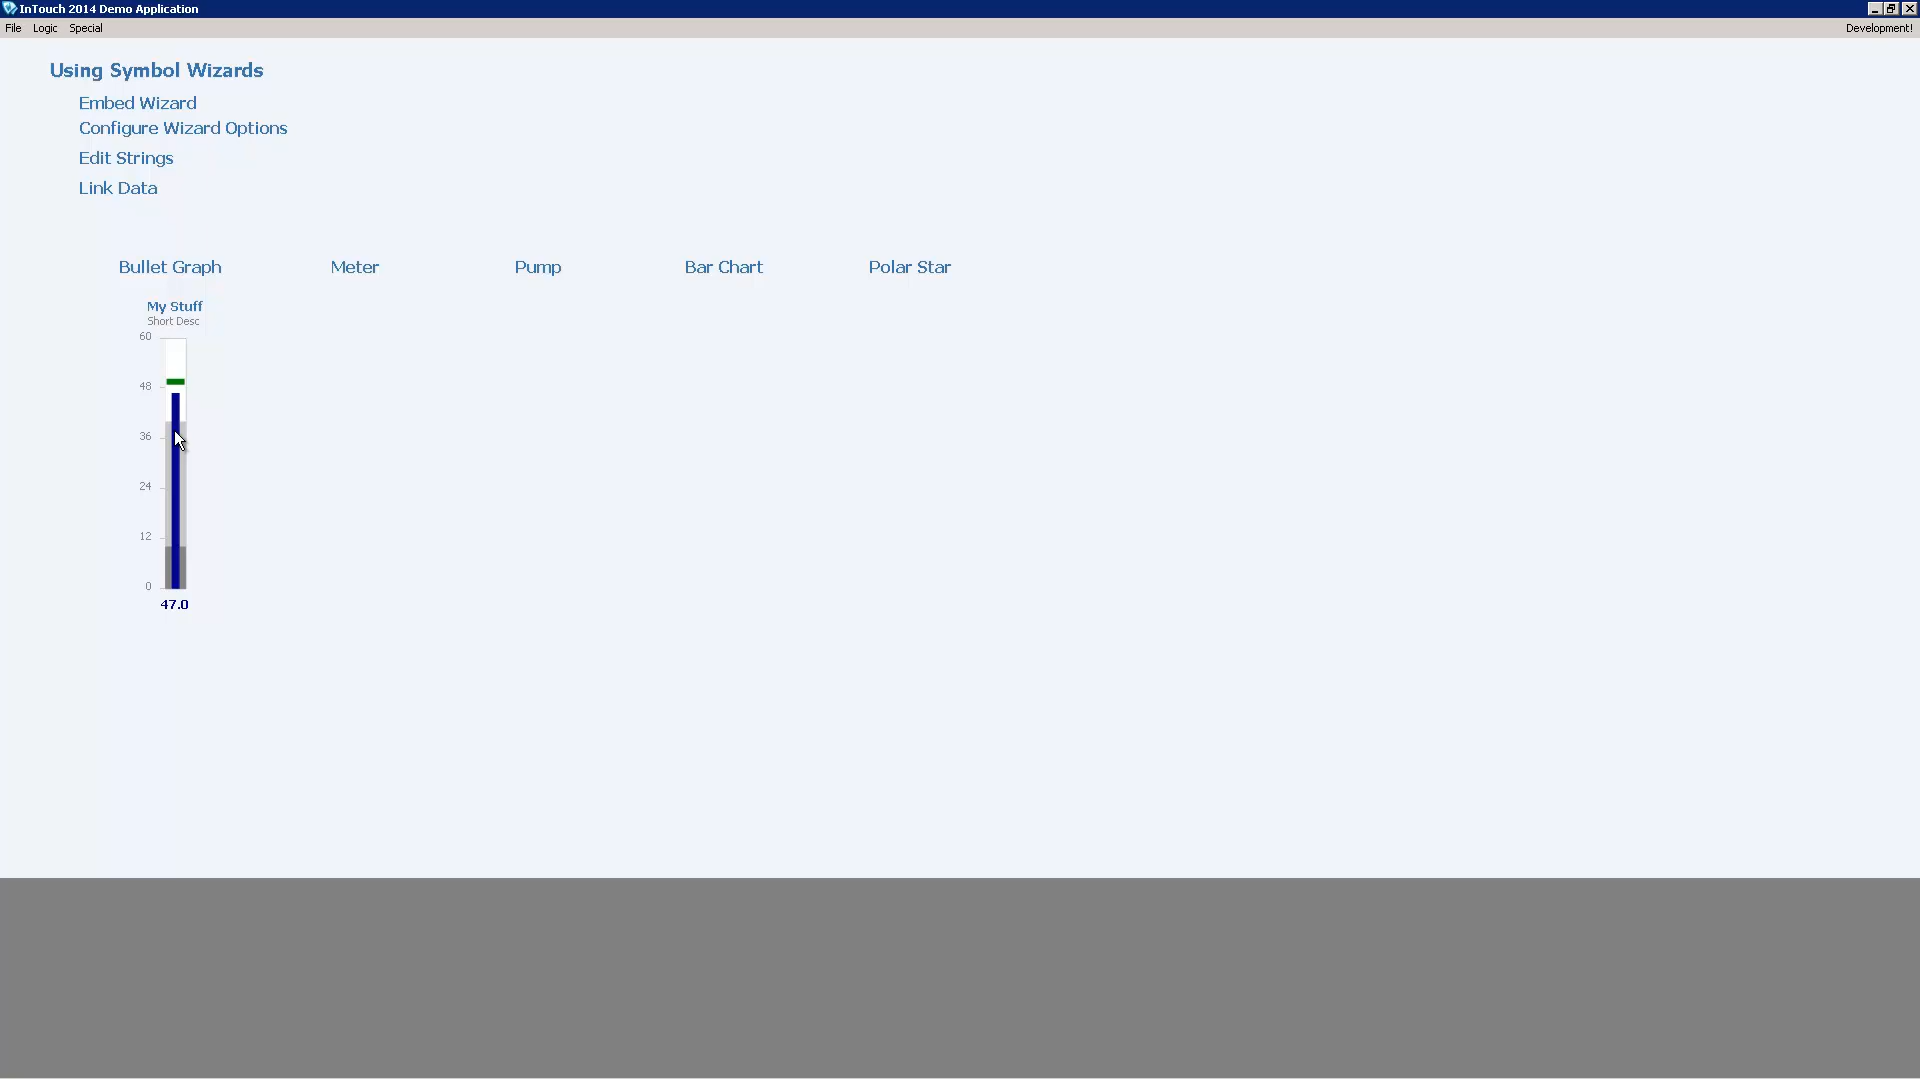 InTouch 2014 Demo Application
File Logic Special Development!
Using Symbol Wizards
Embed Wizard
Configure Wizard Options
Edit Strings
Link Data
Bullet Graph Meter Pump Bar Chart Polar Star
My Stuff
Short Desc
60
48
36
24
12
0
47.0